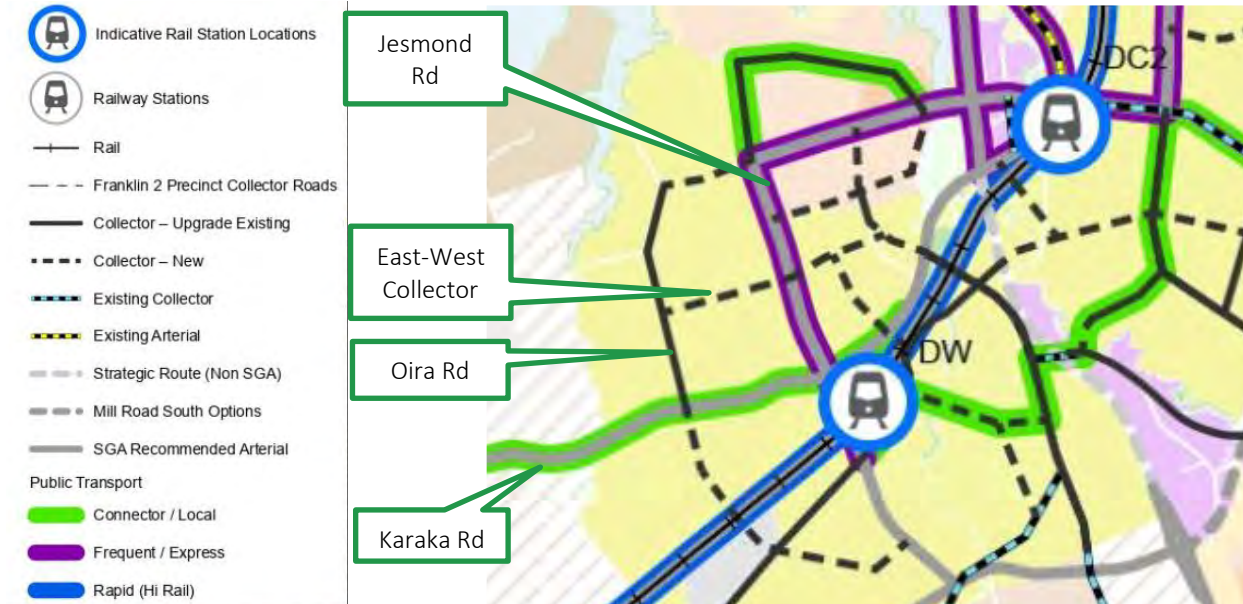 Indicative Rail Station Locations
Railway Stations
Rail
Franklin 2 Precinct Collector Roads
Collector – Upgrade Existing
Collector – New
Existing Collector
Existing Arterial
Strategic Route (Non SGA)
Mill Road South Options
SGA Recommended Arterial
Public Transport
Connector / Local
Frequent / Express
Rapid (Hi Rail)
Jesmond
Rd
East-West
Collector
Oira Rd
Karaka Rd
DC2
DW